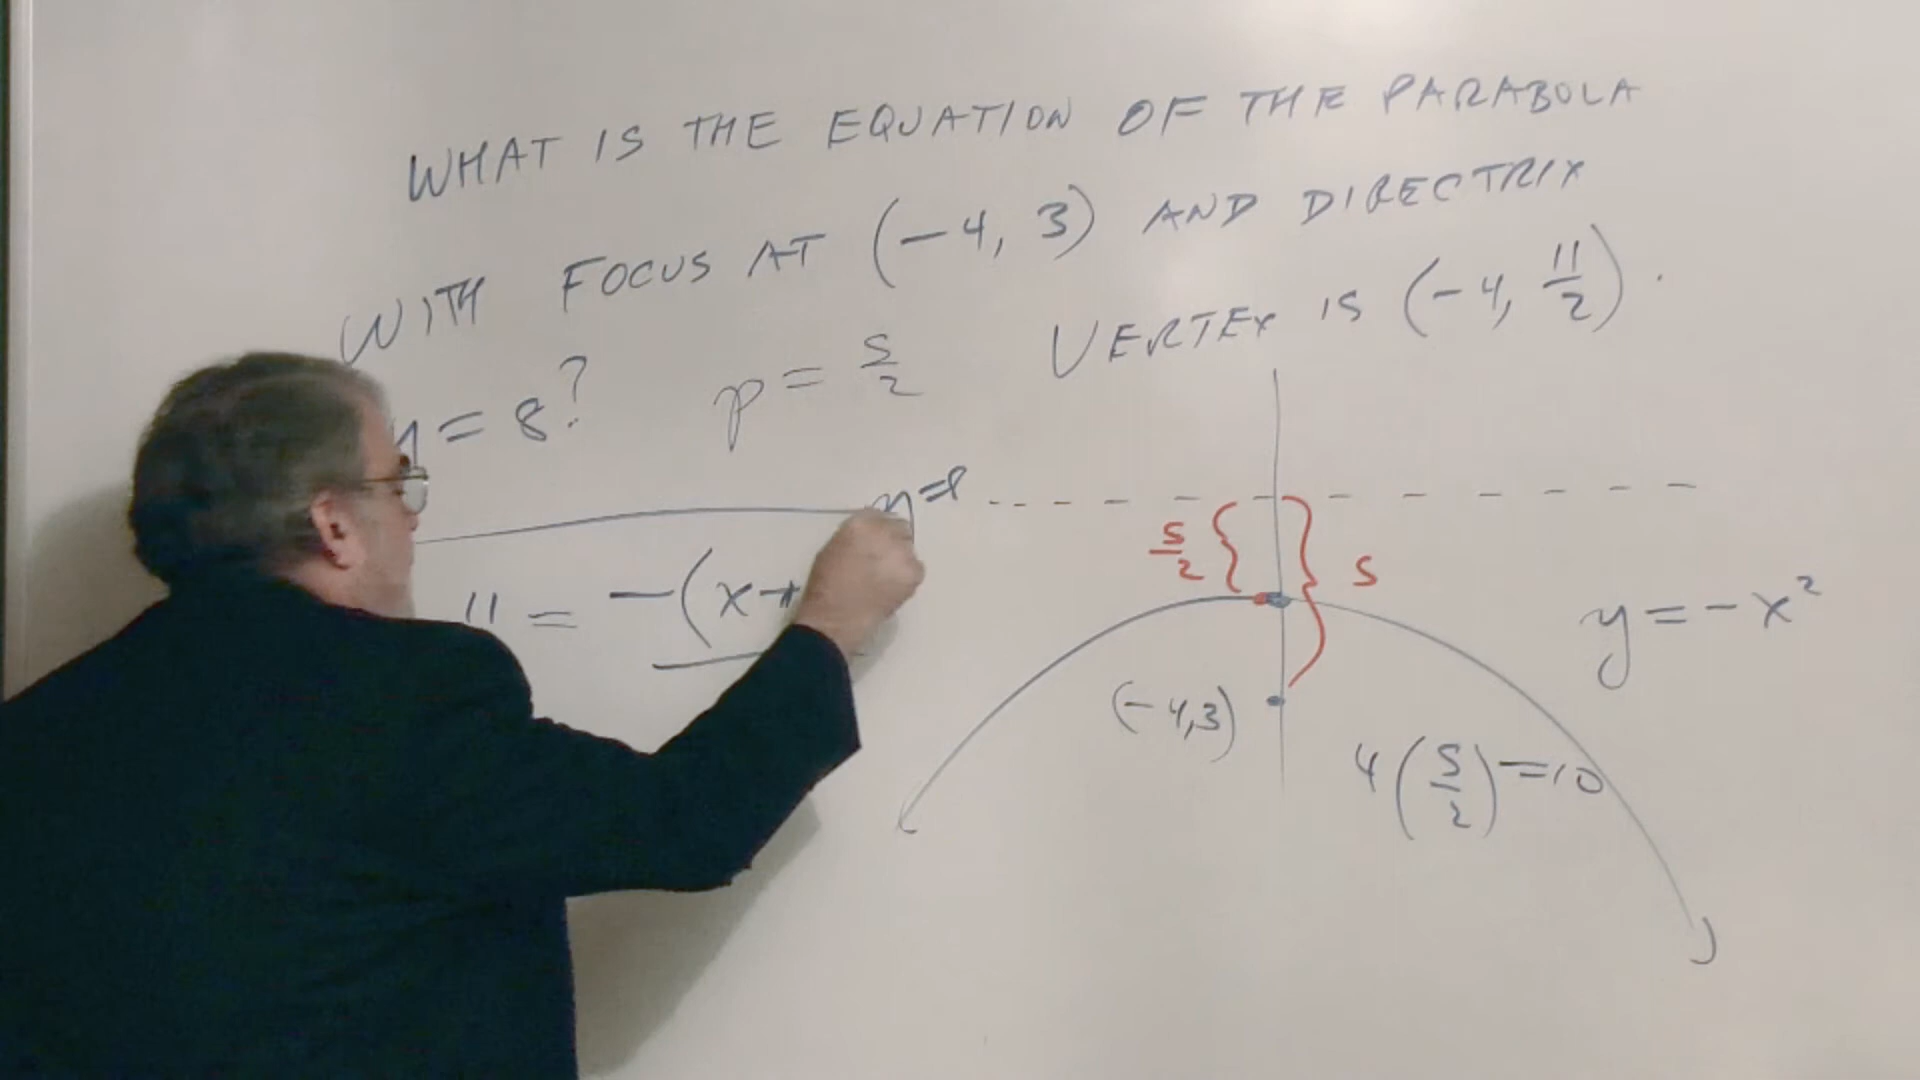 WHAT IS THE EQUATION OF THE PARABOLA
WITH FOCUS AT (-4, 3) AND DIRECTRIX
y = 8?
p = 5/2
VERTEX IS (-4, 11/2).
y=8
11 = -(x+
5/2
5
y = -x²
(-4,3)
4(5/2)=10